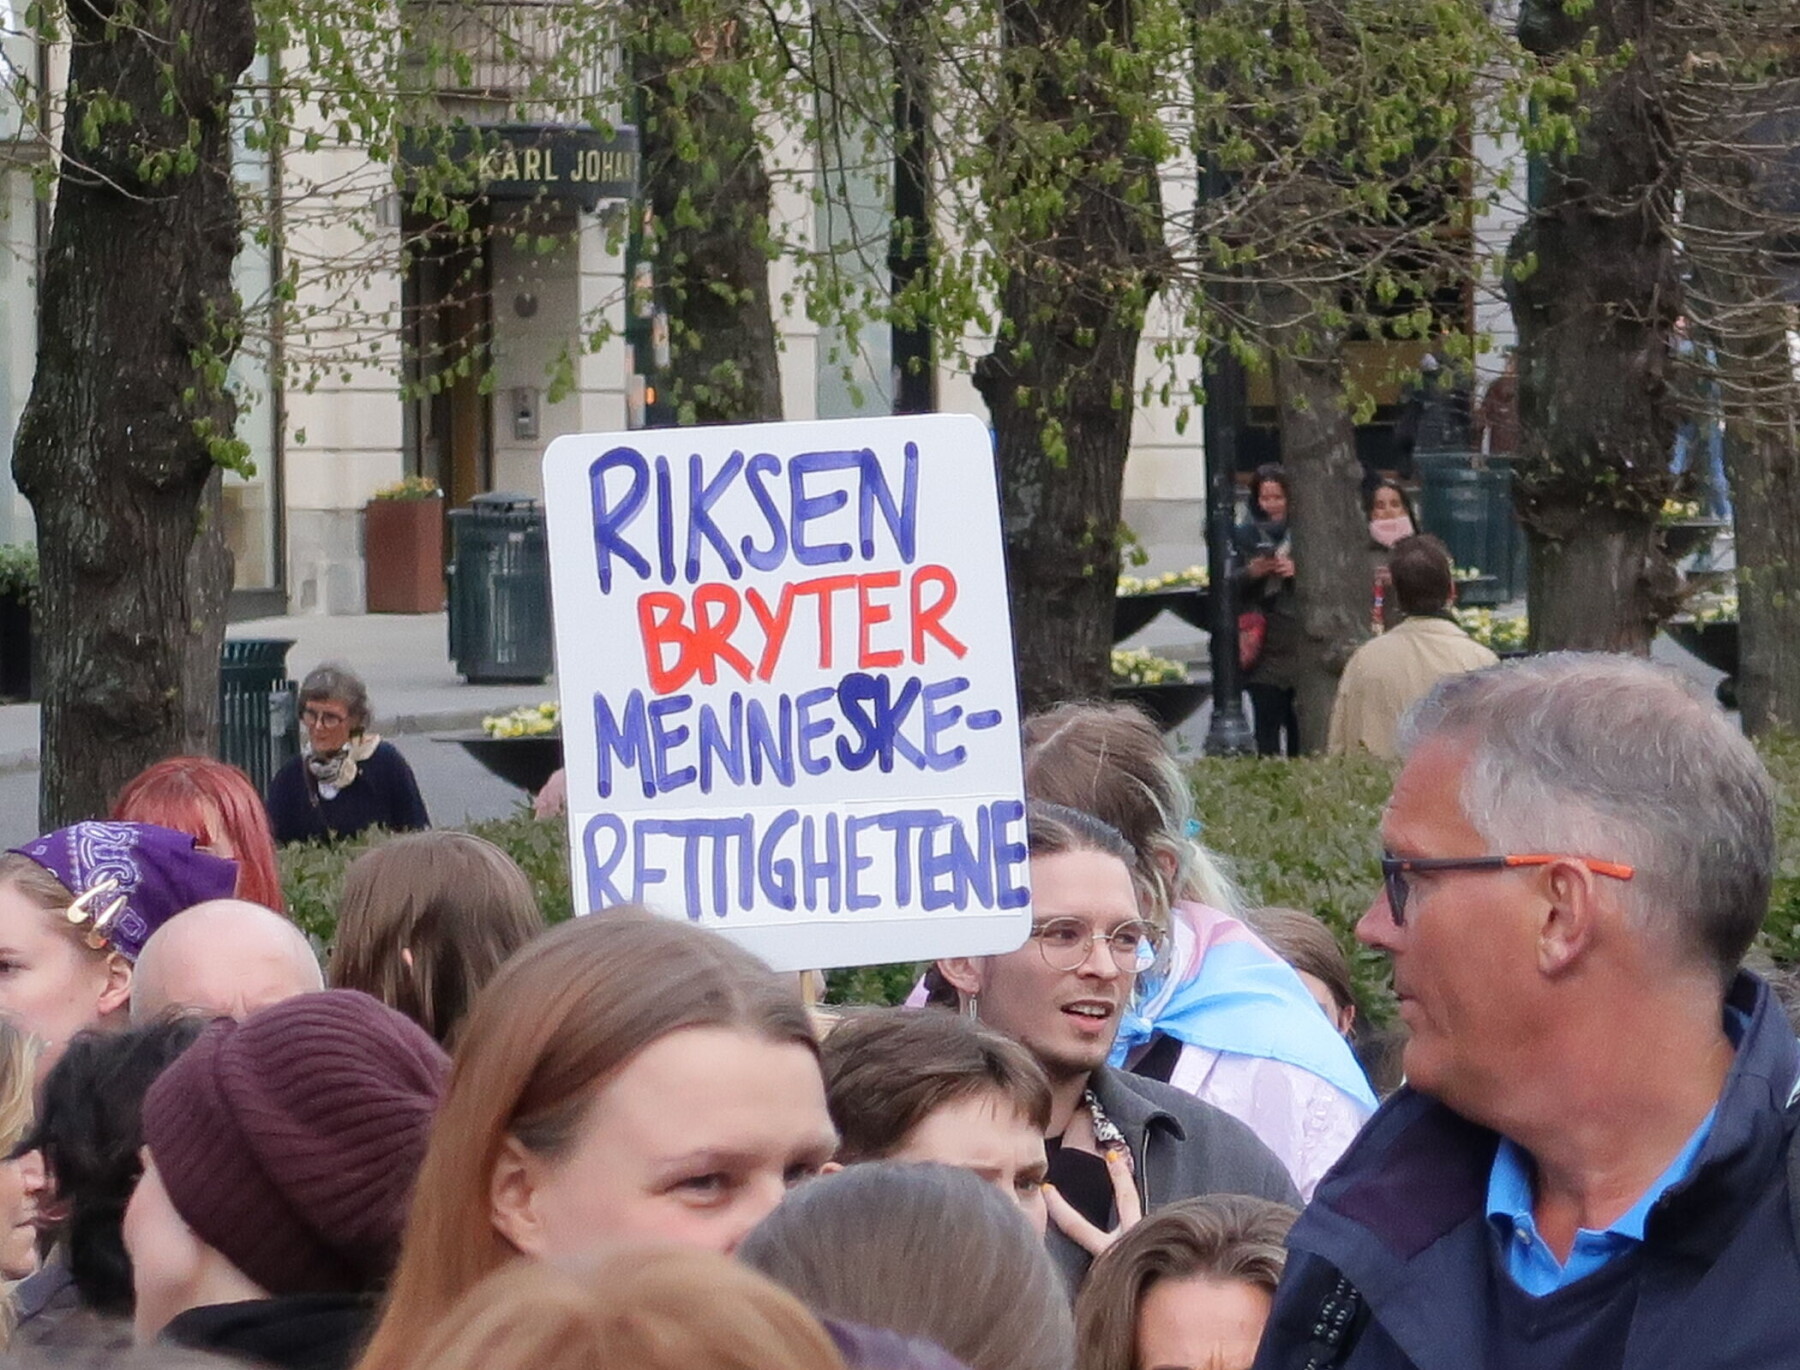 KARL JOHAN
RIKSEN
BRYTER
MENNESKE-
RETTIGHETENE